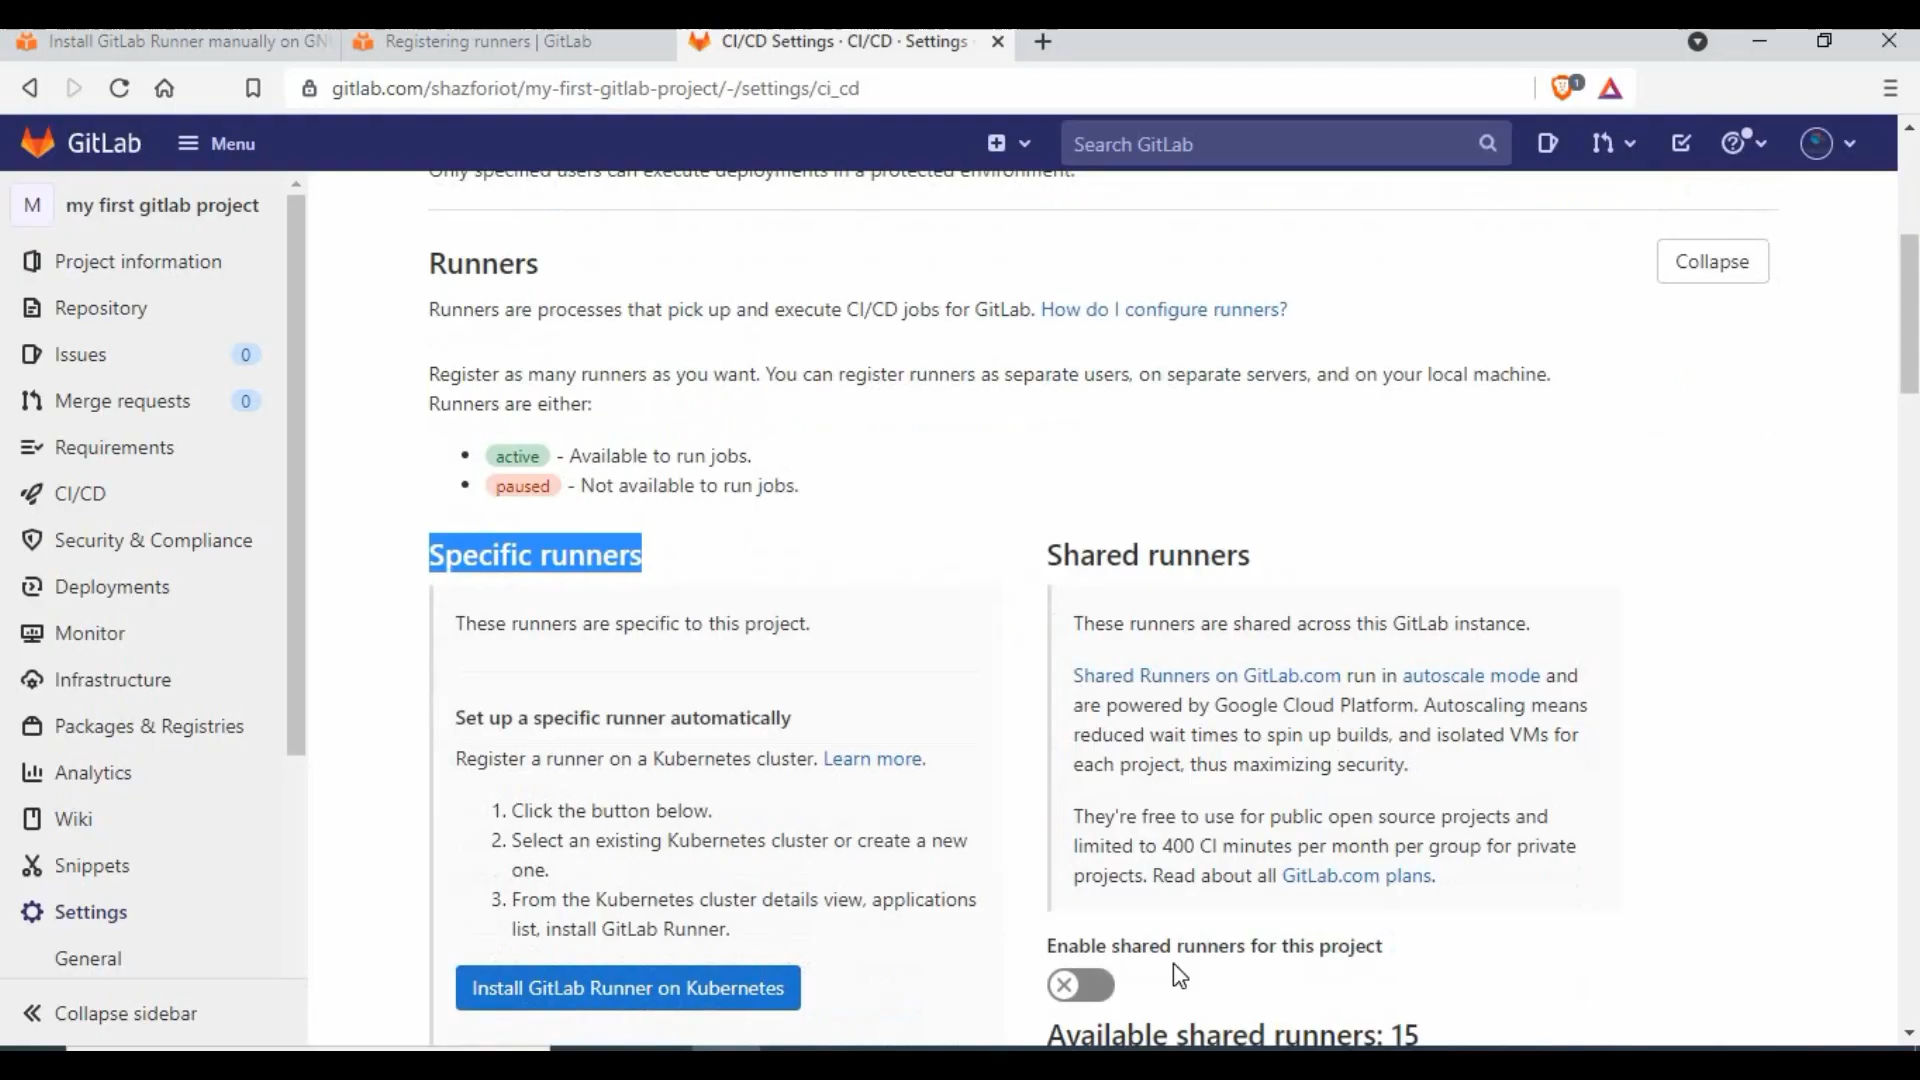 Install GitLab Runner manually on GN
Registering runners | GitLab
CI/CD Settings · CI/CD · Settings
gitlab.com/shazforiot/my-first-gitlab-project/-/settings/ci_cd
1
GitLab
Menu
Search GitLab
M
my first gitlab project
Project information
Repository
Issues 0
Merge requests 0
Requirements
CI/CD
Security & Compliance
Deployments
Monitor
Infrastructure
Packages & Registries
Analytics
Wiki
Snippets
Settings
General
Collapse sidebar
Only specified users can execute deployments in a protected environment.
Runners
Collapse
Runners are processes that pick up and execute CI/CD jobs for GitLab. How do I configure runners?
Register as many runners as you want. You can register runners as separate users, on separate servers, and on your local machine.
Runners are either:
• active - Available to run jobs.
• paused - Not available to run jobs.
Specific runners
These runners are specific to this project.
Set up a specific runner automatically
Register a runner on a Kubernetes cluster. Learn more.
1. Click the button below.
2. Select an existing Kubernetes cluster or create a new
one.
3. From the Kubernetes cluster details view, applications
list, install GitLab Runner.
Install GitLab Runner on Kubernetes
Shared runners
These runners are shared across this GitLab instance.
Shared Runners on GitLab.com run in autoscale mode and
are powered by Google Cloud Platform. Autoscaling means
reduced wait times to spin up builds, and isolated VMs for
each project, thus maximizing security.
They're free to use for public open source projects and
limited to 400 CI minutes per month per group for private
projects. Read about all GitLab.com plans.
Enable shared runners for this project
Available shared runners: 15